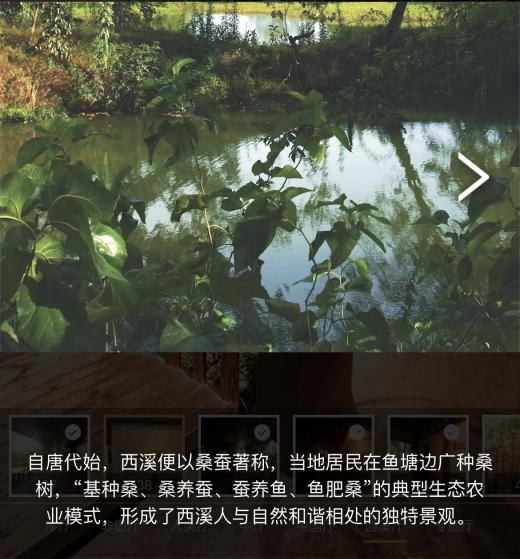 自唐代始，西溪便以桑蚕著称，当地居民在鱼塘边广种桑
树，“基种桑、桑养蚕、蚕养鱼、鱼肥桑”的典型生态农
业模式，形成了西溪人与自然和谐相处的独特景观。